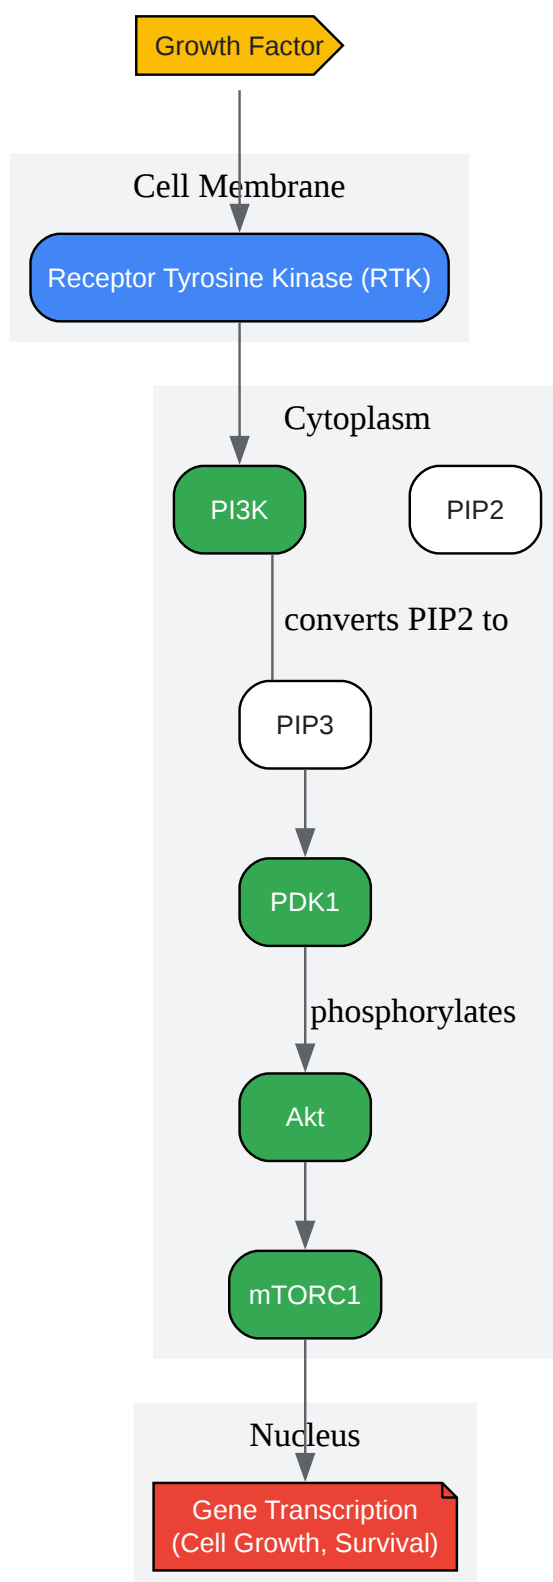 Growth Factor
Cell Membrane
Receptor Tyrosine Kinase (RTK)
Cytoplasm
PI3K
PIP2
converts PIP2 to
PIP3
PDK1
phosphorylates
Akt
mTORC1
Nucleus
Gene Transcription
(Cell Growth, Survival)